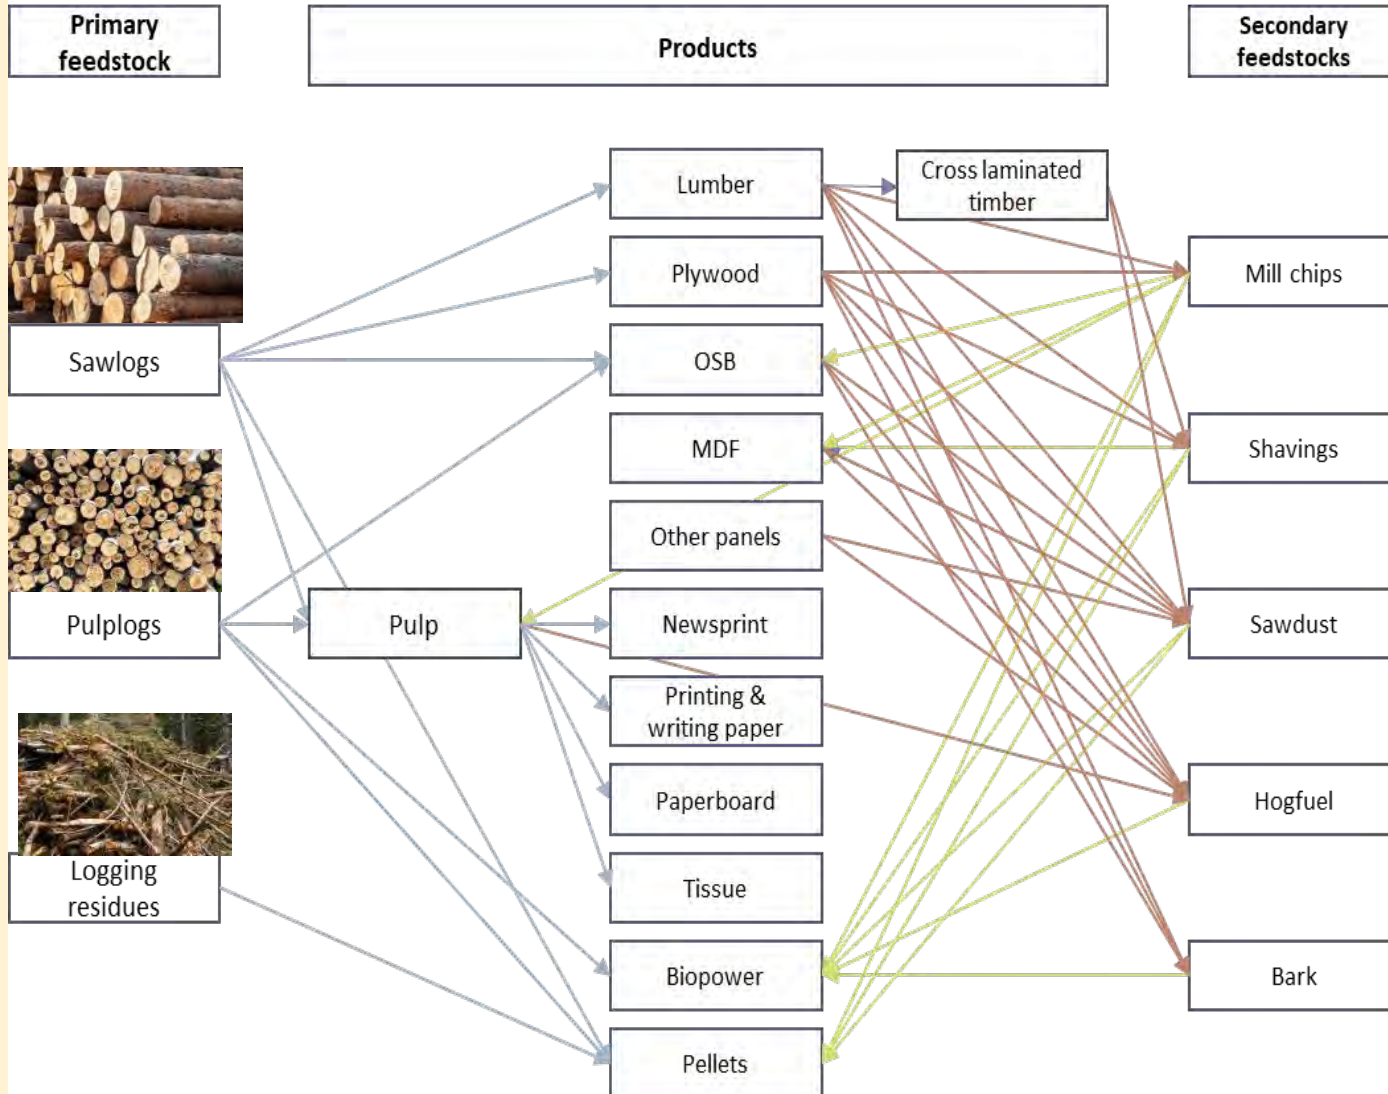 Primary
feedstock
Products
Secondary
feedstocks
Lumber
Cross laminated
timber
Plywood
Mill chips
Sawlogs
OSB
MDF
Shavings
Other panels
Pulplogs
Pulp
Newsprint
Sawdust
Printing &
writing paper
Paperboard
Hogfuel
Logging
residues
Tissue
Biopower
Bark
Pellets